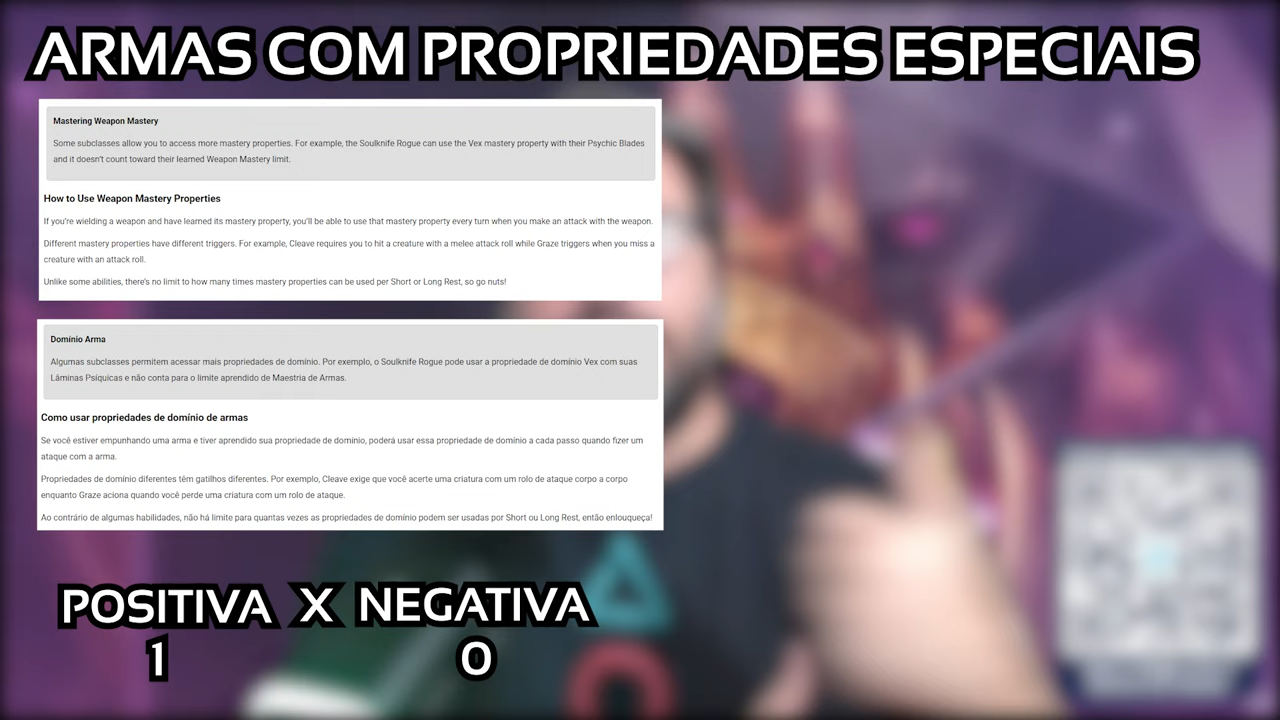 ARMAS COM PROPRIEDADES ESPECIAIS
Mastering Weapon Mastery
Some subclasses allow you to access more mastery properties. For example, the Soulknife Rogue can use the Vex mastery property with their Psychic Blades
and it doesn't count toward their learned Weapon Mastery limit.
How to Use Weapon Mastery Properties
If you're wielding a weapon and have learned its mastery property, you'll be able to use that mastery property every turn when you make an attack with the weapon.
Different mastery properties have different triggers. For example, Cleave requires you to hit a creature with a melee attack roll while Graze triggers when you miss a
creature with an attack roll.
Unlike some abilities, there's no limit to how many times mastery properties can be used per Short or Long Rest, so go nuts!
Domínio Arma
Algumas subclasses permitem acessar mais propriedades de domínio. Por exemplo, o Soulknife Rogue pode usar a propriedade de domínio Vex com suas
Lâminas Psíquicas e não conta para o limite aprendido de Maestria de Armas.
Como usar propriedades de domínio de armas
Se você estiver empunhando uma arma e tiver aprendido sua propriedade de domínio, poderá usar essa propriedade de domínio a cada passo quando fizer um
ataque com a arma.
Propriedades de domínio diferentes têm gatilhos diferentes. Por exemplo, Cleave exige que você acerte uma criatura com um rolo de ataque corpo a corpo
enquanto Graze aciona quando você perde uma criatura com um rolo de ataque.
Ao contrário de algumas habilidades, não há limite para quantas vezes as propriedades de domínio podem ser usadas por Short ou Long Rest, então enlouqueça!
POSITIVA X NEGATIVA
1 0